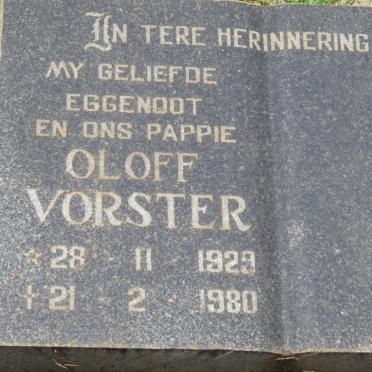 IN TERE HERINNERING
MY GELIEFDE
EGGENOOT
EN ONS PAPPIE
OLOFF
VORSTER
* 28 - 11 - 1929
+ 21 - 2 - 1980